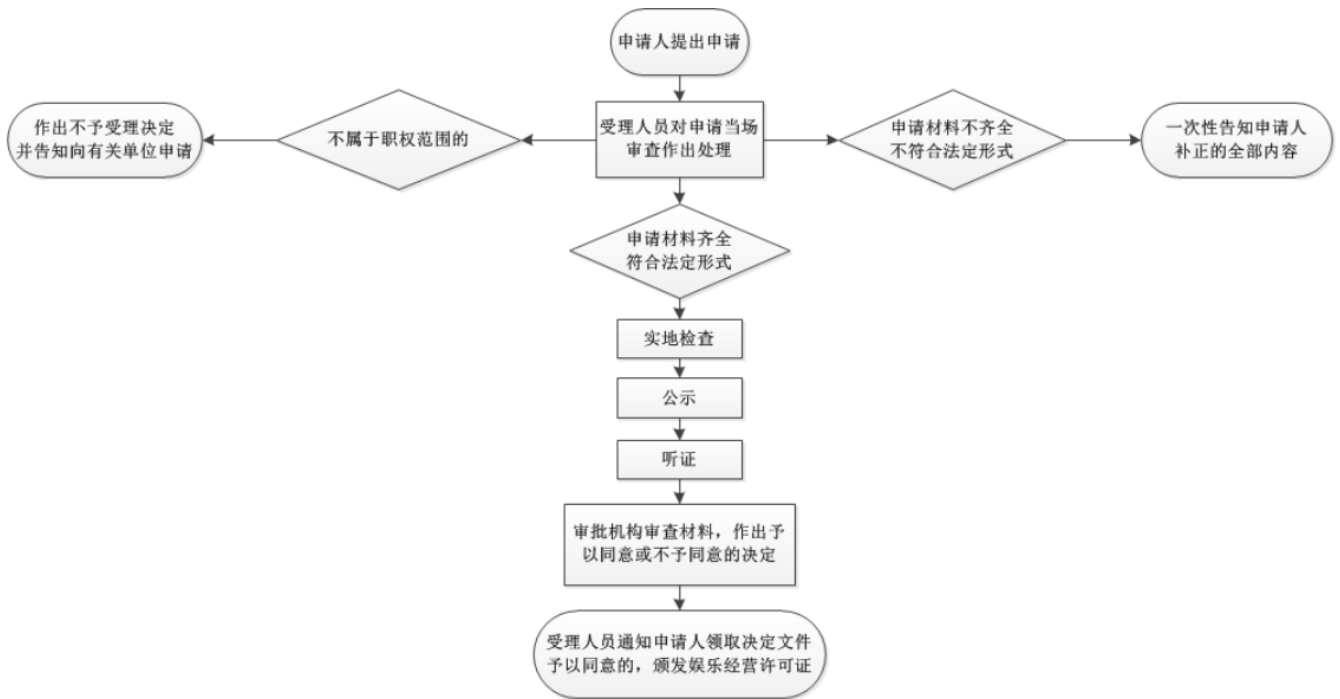 申请人提出申请
作出不予受理决定
并告知向有关单位申请
不属于职权范围的
受理人员对申请当场
审查作出处理
申请材料不齐全
不符合法定形式
一次性告知申请人
补正的全部内容
申请材料齐全
符合法定形式
实地检查
公示
听证
审批机构审查材料，作出予
以同意或不予同意的决定
受理人员通知申请人领取决定文件
予以同意的，颁发娱乐经营许可证